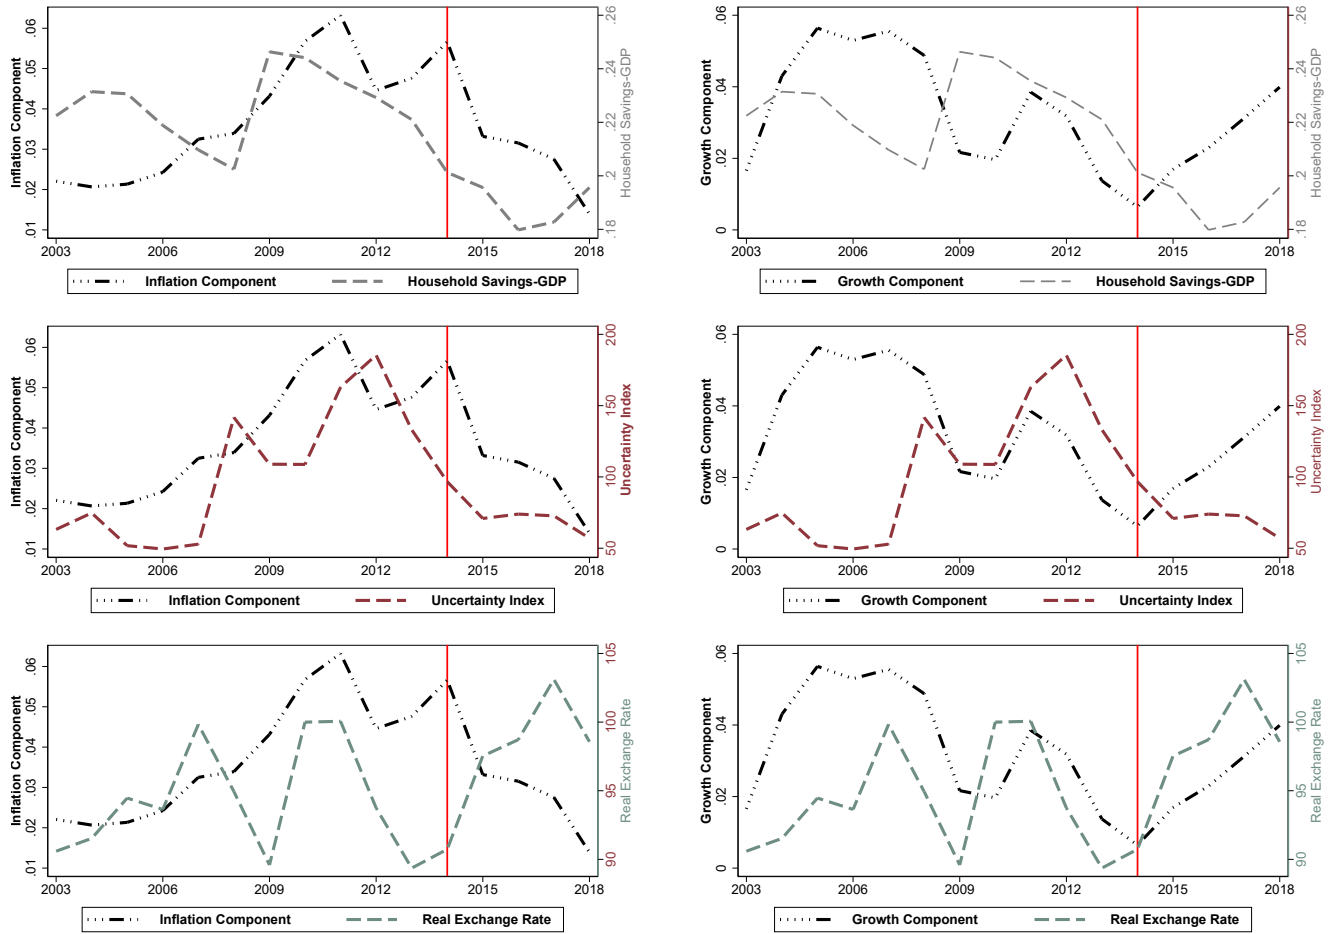 Inflation Component
.01 .02 .03 .04 .05 .06
Household Savings-GDP
.18 .2 .22 .24 .26
2003 2006 2009 2012 2015 2018
Inflation Component Household Savings-GDP
Growth Component
0 .02 .04 .06
Household Savings-GDP
.18 .2 .22 .24 .26
2003 2006 2009 2012 2015 2018
Growth Component Household Savings-GDP
Inflation Component
.01 .02 .03 .04 .05 .06
Uncertainty Index
50 100 150 200
2003 2006 2009 2012 2015 2018
Inflation Component Uncertainty Index
Growth Component
0 .02 .04 .06
Uncertainty Index
50 100 150 200
2003 2006 2009 2012 2015 2018
Growth Component Uncertainty Index
Inflation Component
.01 .02 .03 .04 .05 .06
Real Exchange Rate
90 95 100 105
2003 2006 2009 2012 2015 2018
Inflation Component Real Exchange Rate
Growth Component
0 .02 .04 .06
Real Exchange Rate
90 95 100 105
2003 2006 2009 2012 2015 2018
Growth Component Real Exchange Rate